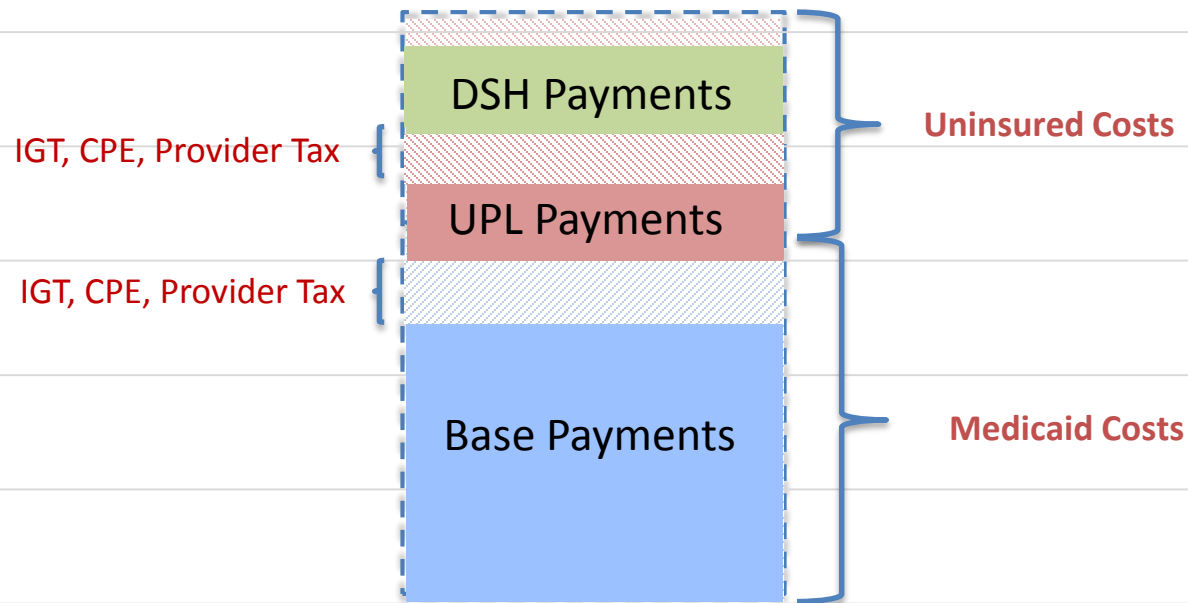 DSH Payments
Uninsured Costs
IGT, CPE, Provider Tax
UPL Payments
IGT, CPE, Provider Tax
Medicaid Costs
Base Payments